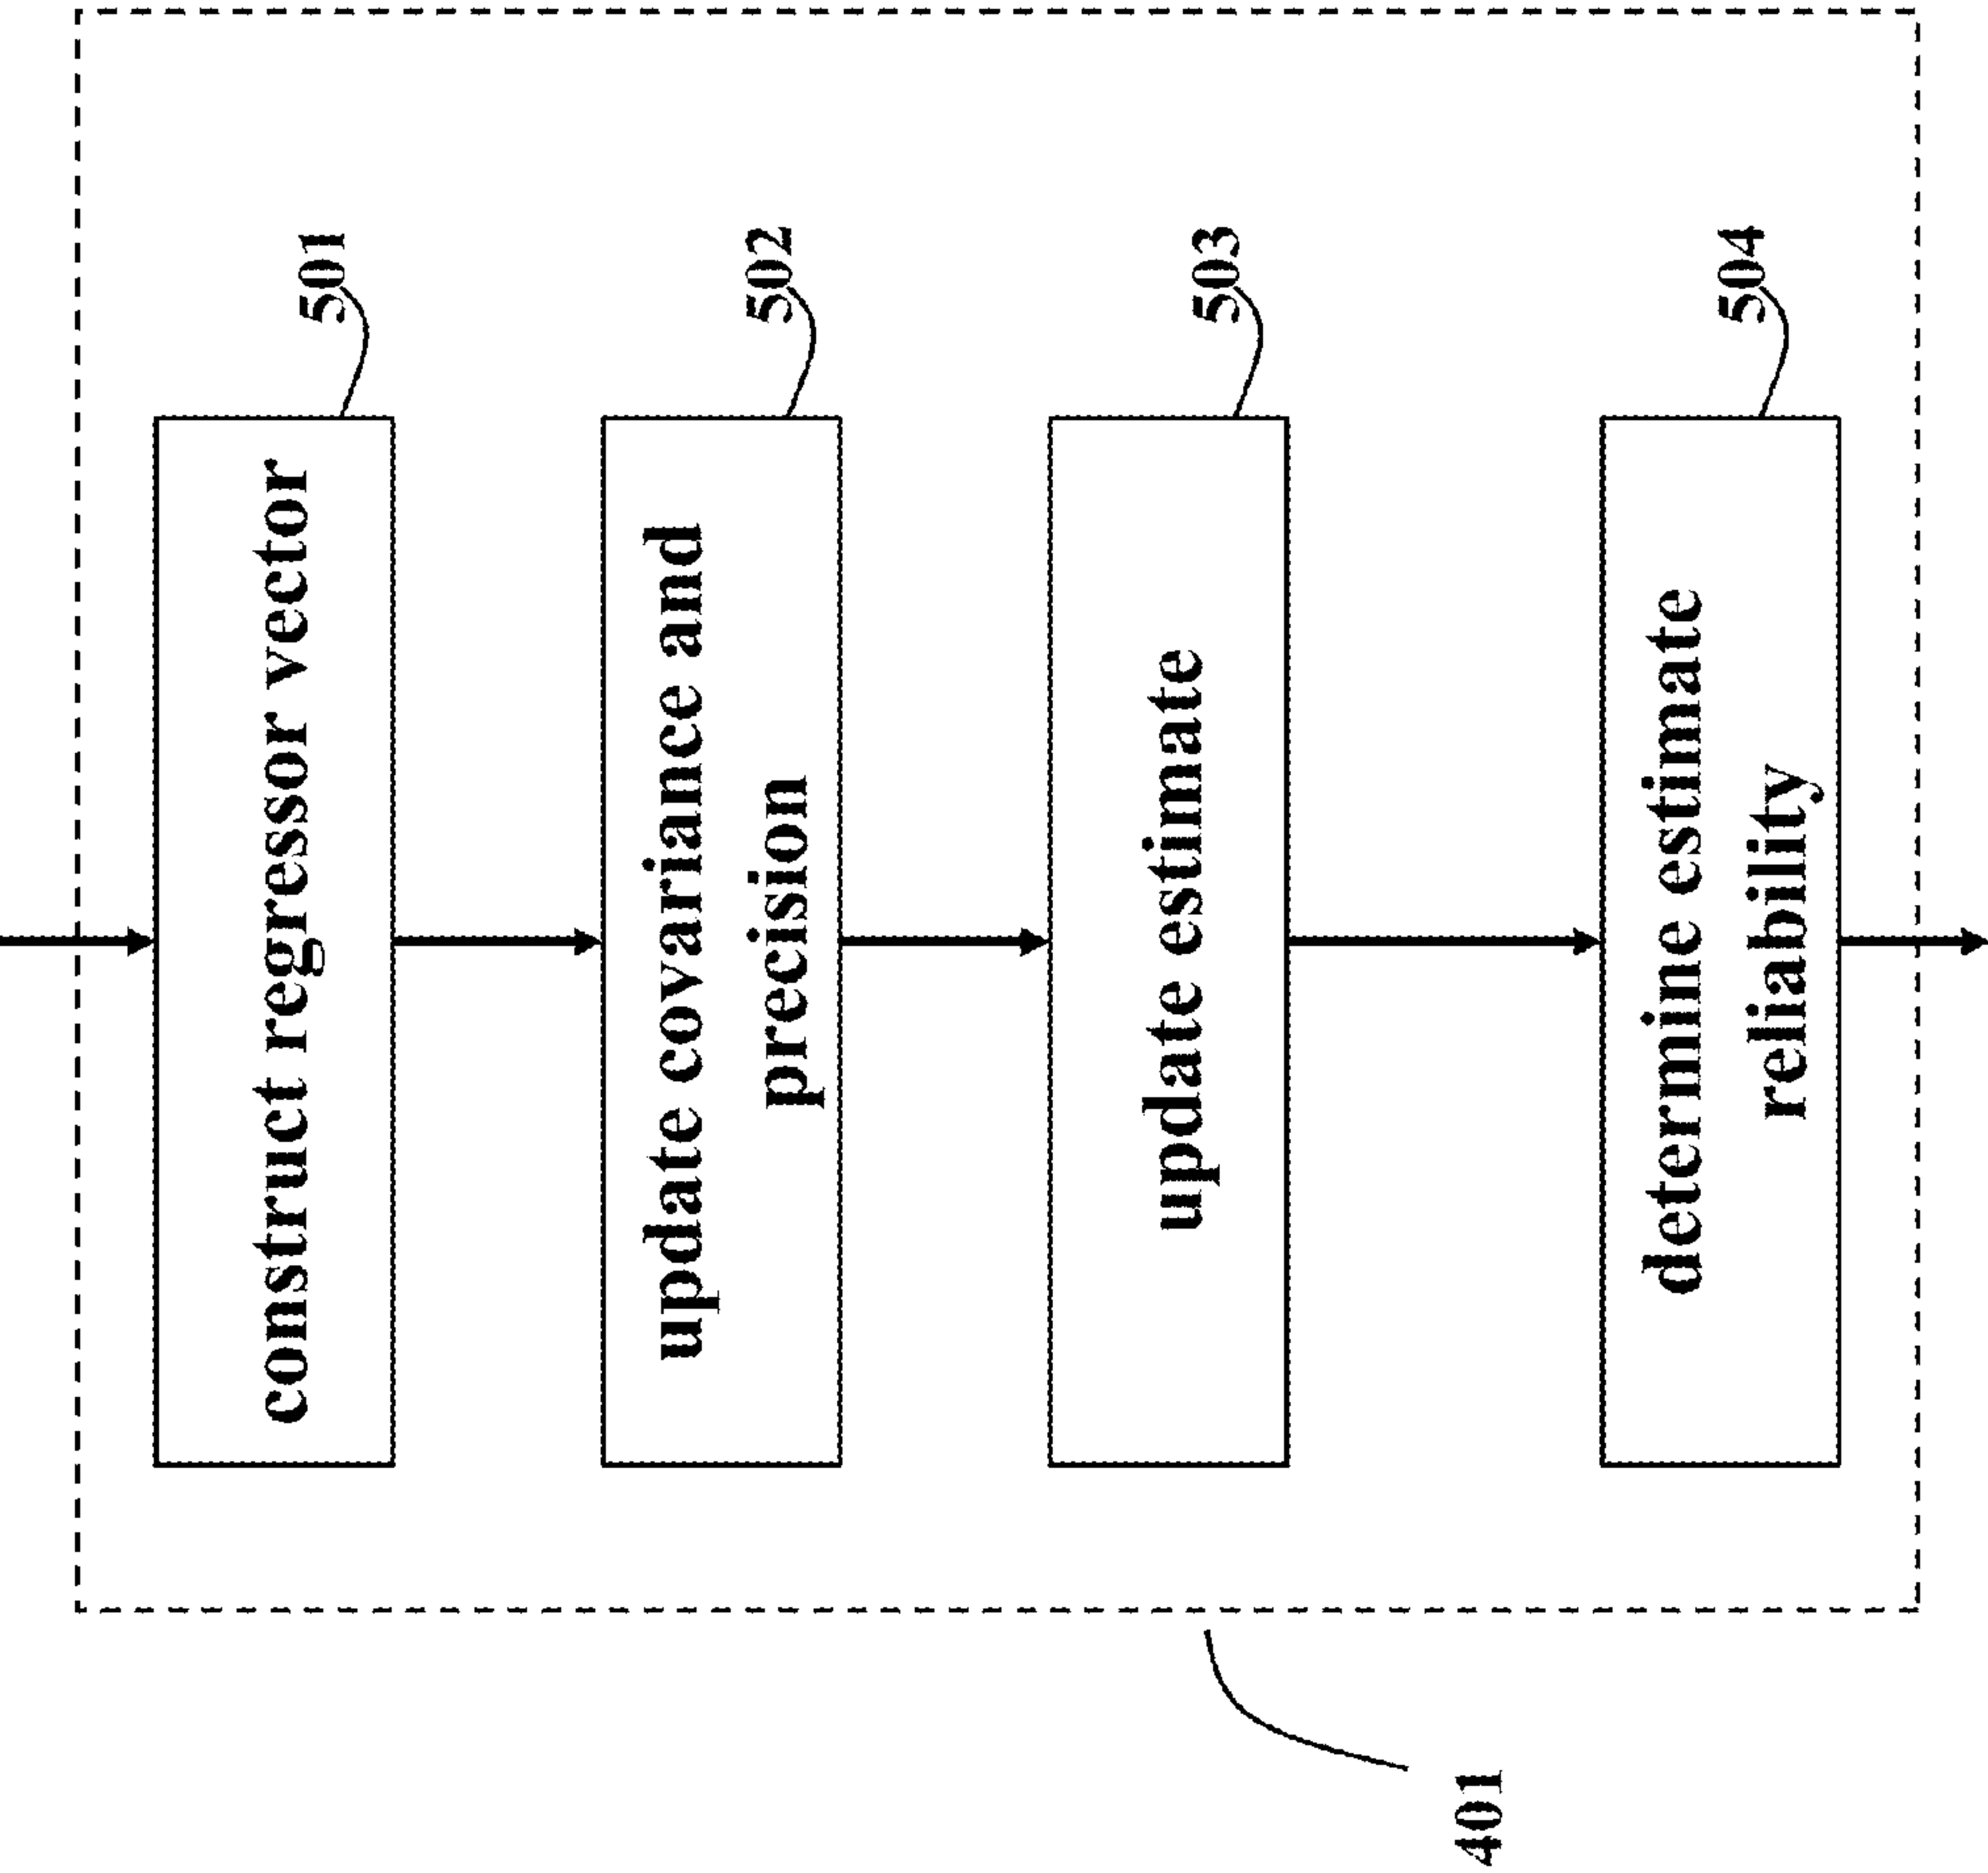 construct regressor vector
501
update covariance and
precision
502
update estimate
503
determine estimate
reliability
504
401